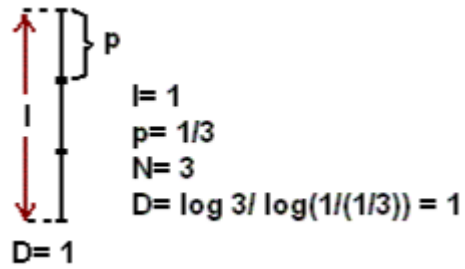 p
l
l= 1
p= 1/3
N= 3
D= log 3/ log(1/(1/3)) = 1
D= 1